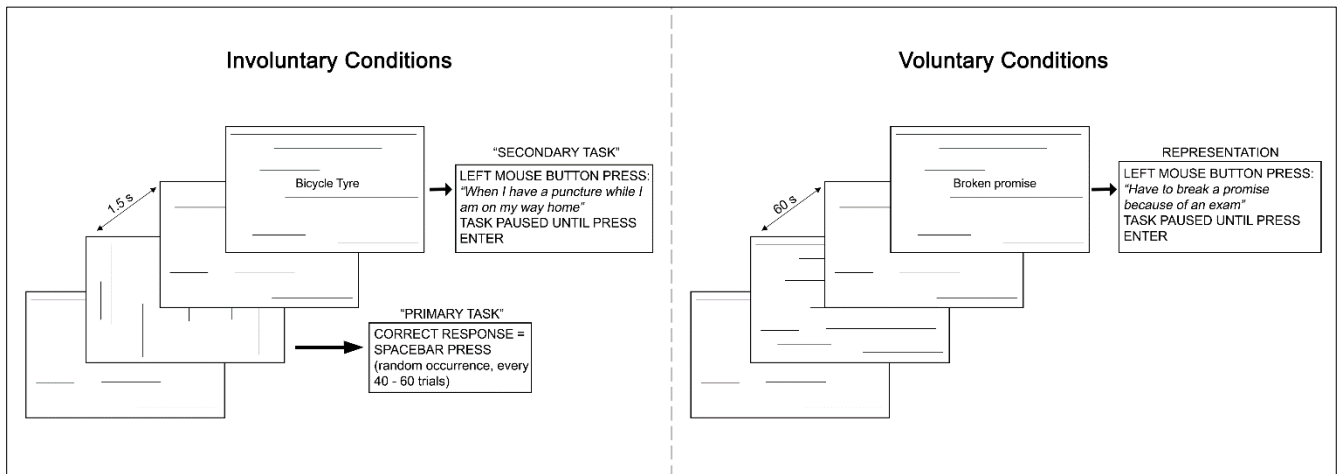 Involuntary Conditions
1.5 s
Bicycle Tyre
"SECONDARY TASK"
LEFT MOUSE BUTTON PRESS:
"When I have a puncture while I
am on my way home"
TASK PAUSED UNTIL PRESS
ENTER
"PRIMARY TASK"
CORRECT RESPONSE =
SPACEBAR PRESS
(random occurrence, every
40 - 60 trials)
Voluntary Conditions
60 s
Broken promise
REPRESENTATION
LEFT MOUSE BUTTON PRESS:
"Have to break a promise
because of an exam"
TASK PAUSED UNTIL PRESS
ENTER